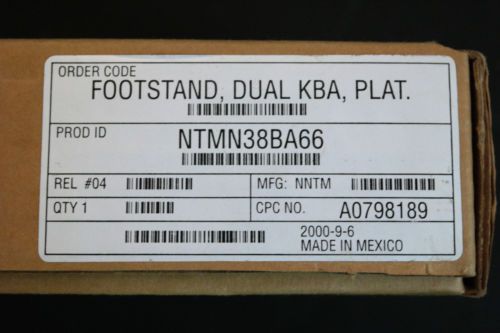 ORDER CODE
FOOTSTAND, DUAL KBA, PLAT.
PROD ID
NTMN38BA66
REL #04
MFG: NNTM
QTY 1
CPC NO. A0798189
2000-9-6
MADE IN MEXICO